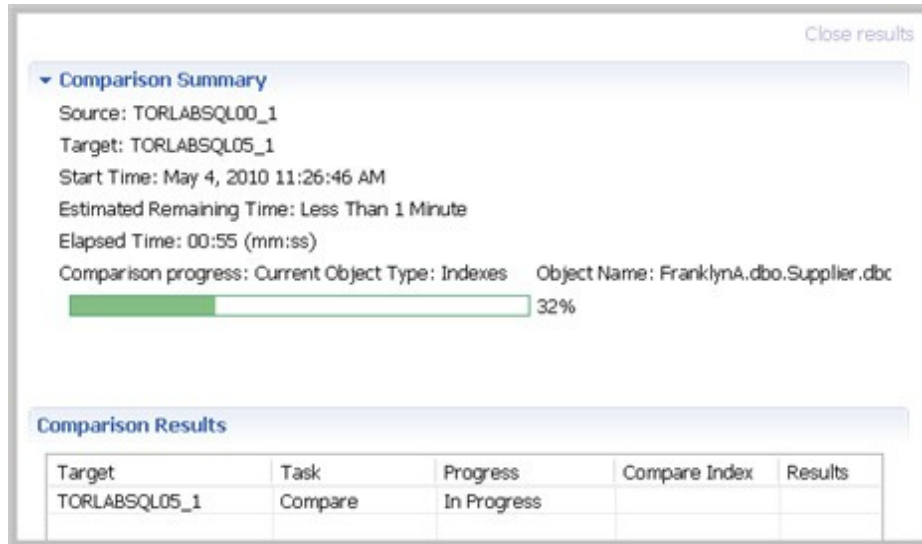 Close results
Comparison Summary
Source: TORLABSQL00_1
Target: TORLABSQL05_1
Start Time: May 4, 2010 11:26:46 AM
Estimated Remaining Time: Less Than 1 Minute
Elapsed Time: 00:55 (mm:ss)
Comparison progress: Current Object Type: Indexes Object Name: FranklynA.dbo.Supplier.dbo
32%
Comparison Results
Target Task Progress Compare Index Results
TORLABSQL05_1 Compare In Progress